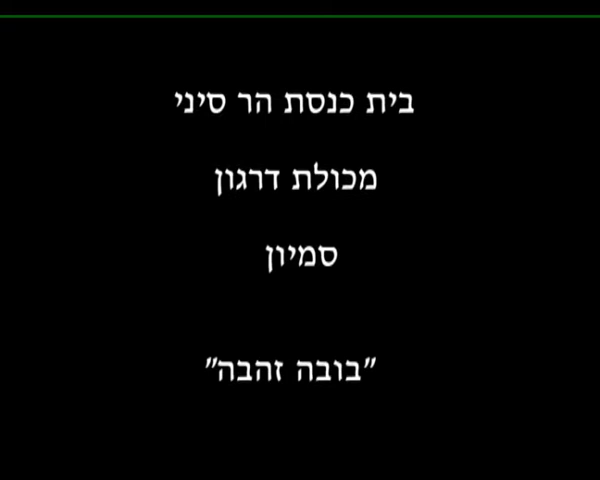 בית כנסת הר סיני
מכולת דרגון
סמיון
"בובה זהבה"